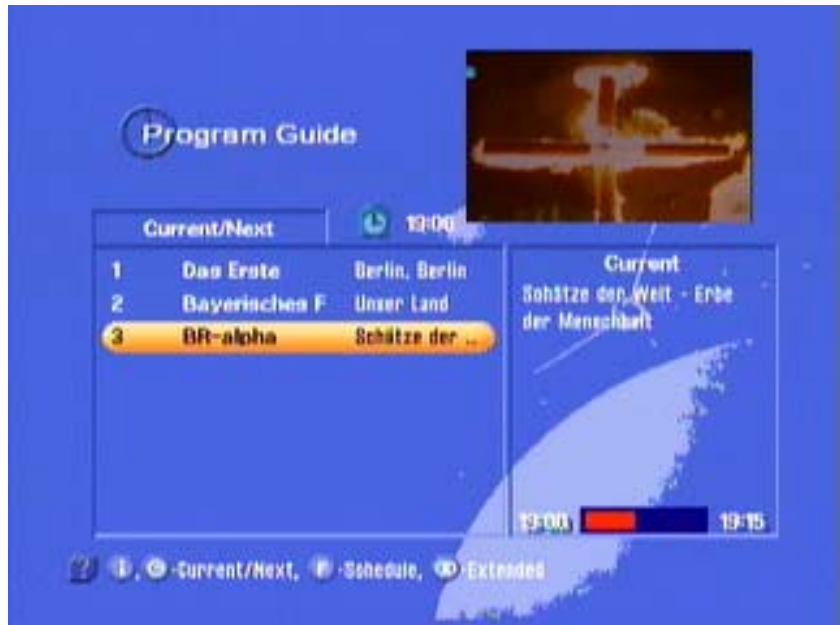 Program Guide
Current/Next 19:00
1 Das Erste Berlin, Berlin
2 Bayerisches F Unser Land
3 BR-alpha Schätze der ...
Current
Schätze der Welt - Erbe
der Menschheit
19:00 19:15
i, -Current/Next, -Schedule, -Extended